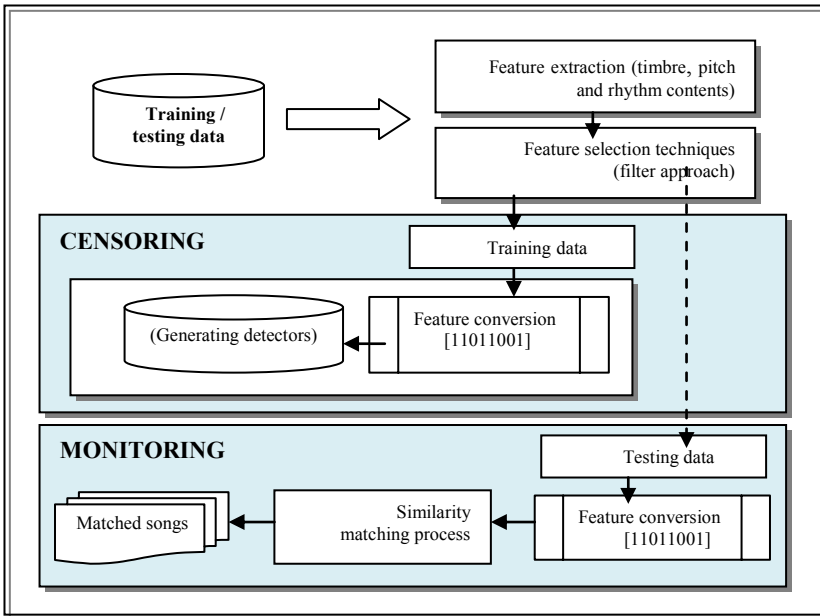 Feature extraction (timbre, pitch
and rhythm contents)
Training /
testing data
Feature selection techniques
(filter approach)
CENSORING
Training data
(Generating detectors)
Feature conversion
[11011001]
MONITORING
Testing data
Matched songs
Similarity
matching process
Feature conversion
[11011001]